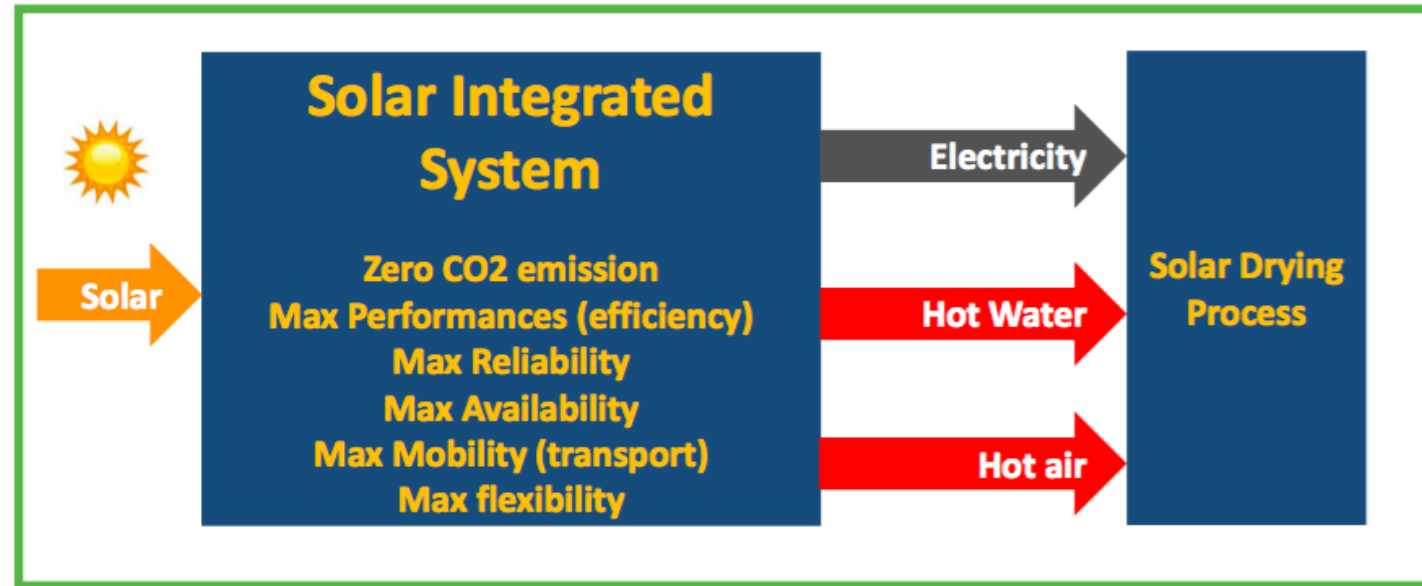 Solar Integrated
System
Zero CO2 emission
Max Performances (efficiency)
Max Reliability
Max Availability
Max Mobility (transport)
Max flexibility
Solar
Electricity
Hot Water
Hot air
Solar Drying
Process